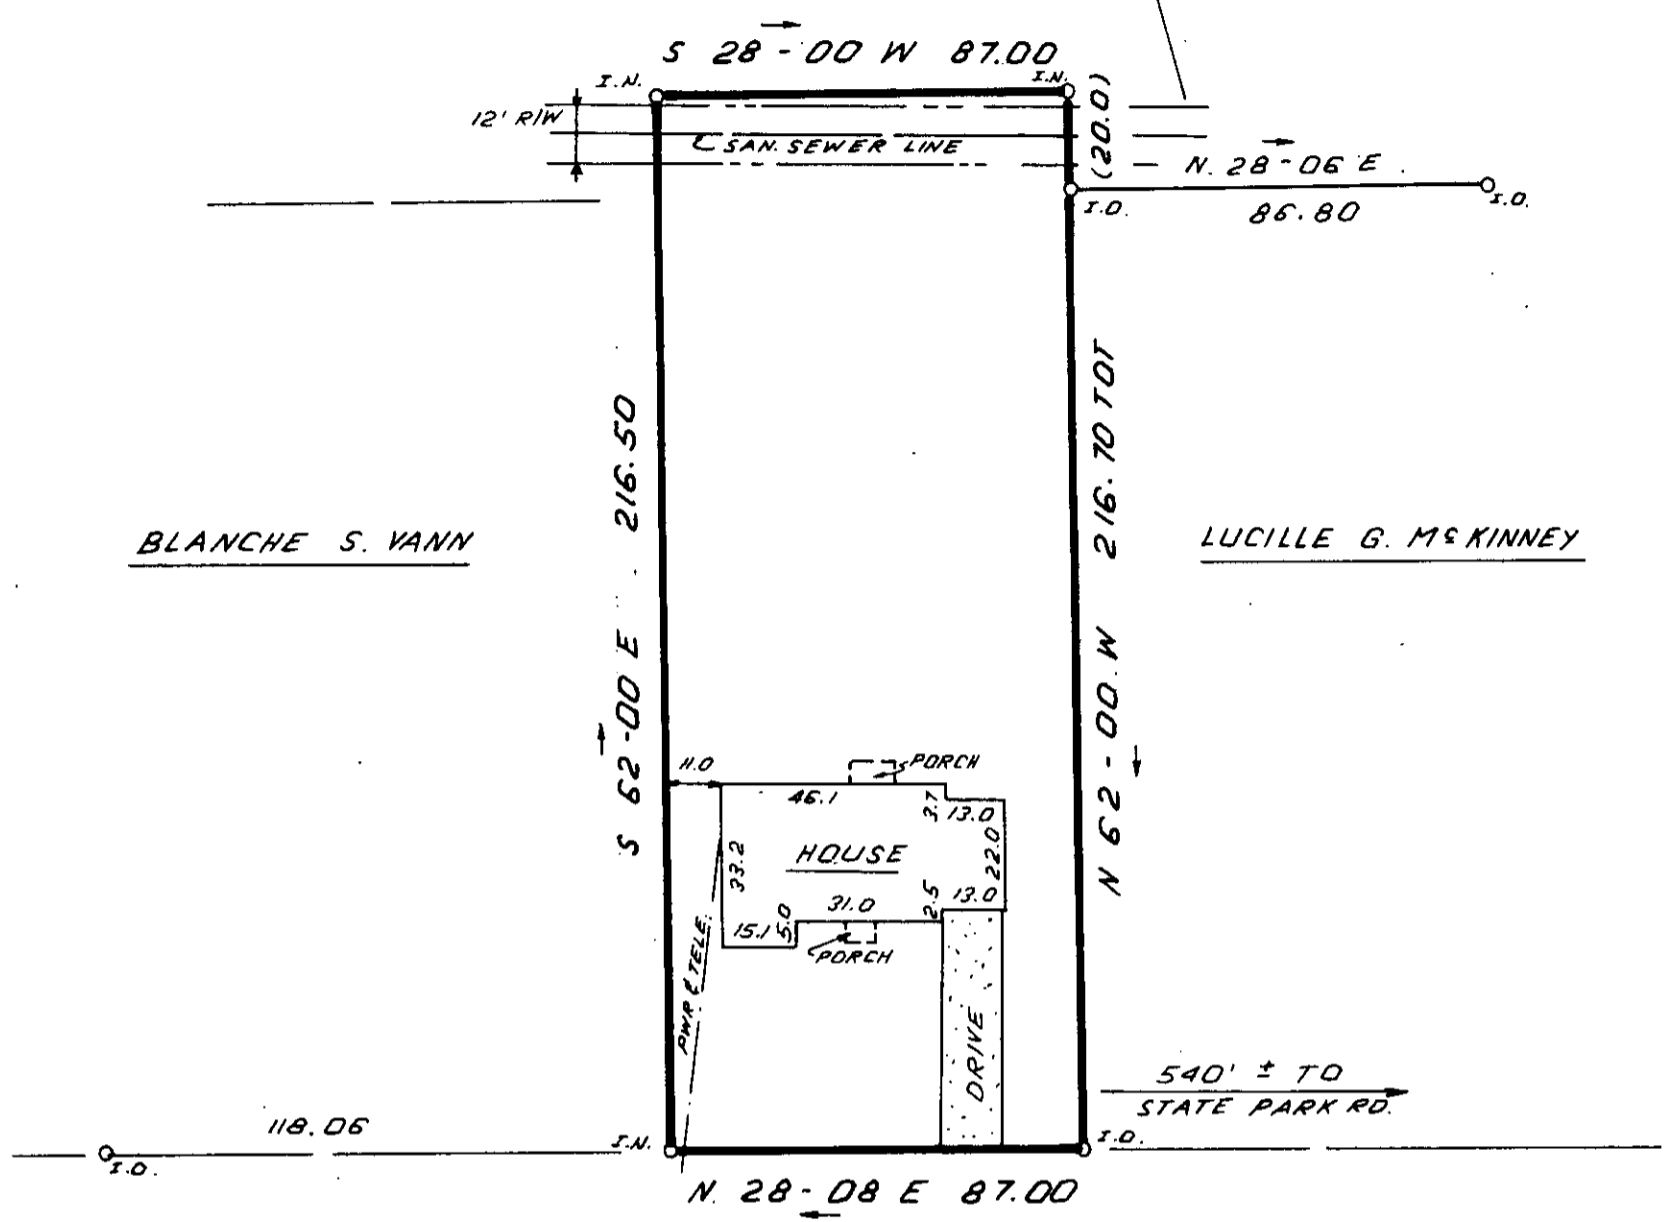 S 28-00 W 87.00
I.N.
I.N.
(20.0)
12' R/W
℄ SAN. SEWER LINE
N. 28-06 E
86.80
I.O.
I.O.
S 62-00 E 216.50
N 62-00 W 216.70 TOT
BLANCHE S. VANN
LUCILLE G. McKINNEY
11.0
PORCH
46.1
3.7
13.0
33.2
HOUSE
22.0
31.0
2.5
13.0
15.1
5.0
PORCH
PWR & TELE.
DRIVE
540' ± TO
STATE PARK RD.
118.06
I.O.
I.N.
I.O.
N. 28-08 E 87.00